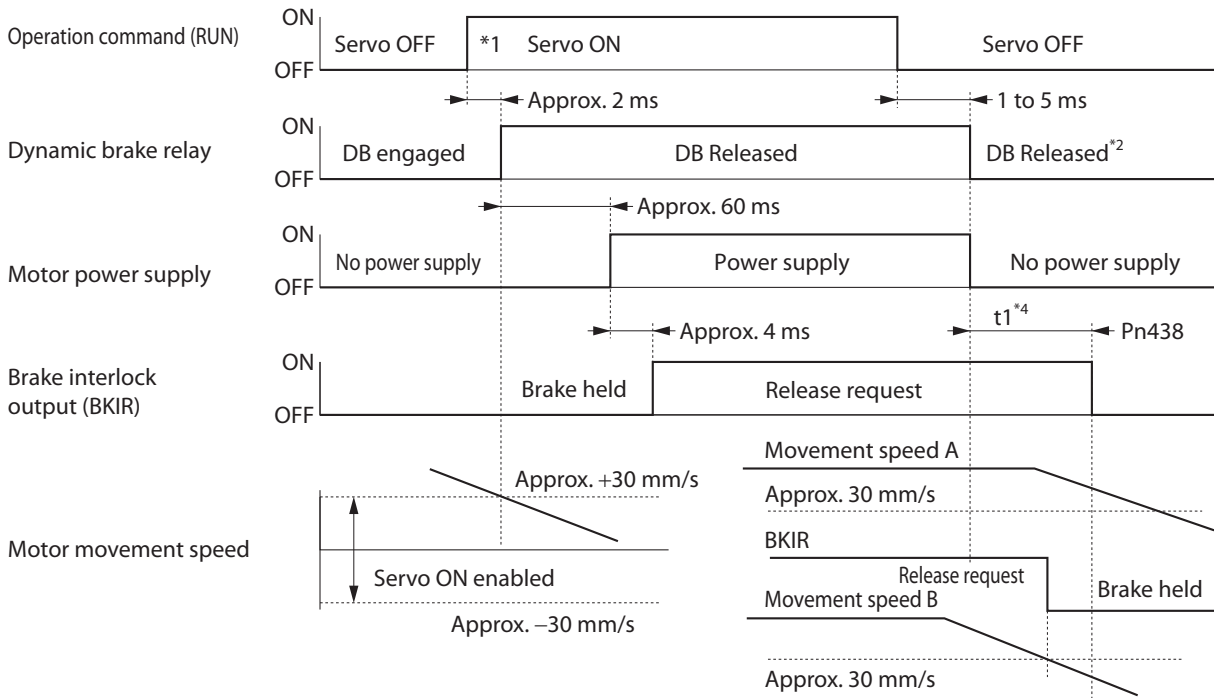 Operation command (RUN)
ON
OFF
Servo OFF
*1
Servo ON
Servo OFF
Approx. 2 ms
1 to 5 ms
Dynamic brake relay
ON
OFF
DB engaged
DB Released
DB Released*2
Approx. 60 ms
Motor power supply
ON
OFF
No power supply
Power supply
No power supply
Approx. 4 ms
t1*4
Pn438
Brake interlock
output (BKIR)
ON
OFF
Brake held
Release request
Motor movement speed
Approx. +30 mm/s
Servo ON enabled
Approx. −30 mm/s
Movement speed A
Approx. 30 mm/s
BKIR
Release request
Brake held
Movement speed B
Approx. 30 mm/s